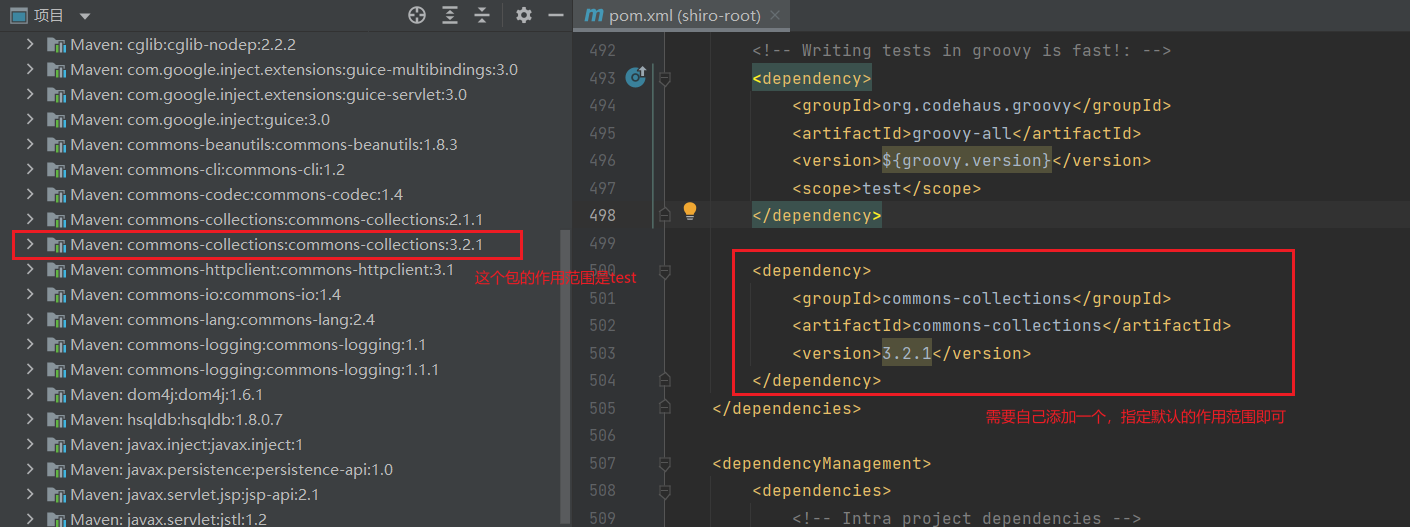 项目
Maven: cglib:cglib-nodep:2.2.2
Maven: com.google.inject.extensions:guice-multibindings:3.0
Maven: com.google.inject.extensions:guice-servlet:3.0
Maven: com.google.inject:guice:3.0
Maven: commons-beanutils:commons-beanutils:1.8.3
Maven: commons-cli:commons-cli:1.2
Maven: commons-codec:commons-codec:1.4
Maven: commons-collections:commons-collections:2.1.1
Maven: commons-collections:commons-collections:3.2.1
Maven: commons-httpclient:commons-httpclient:3.1
这个包的作用范围是test
Maven: commons-io:commons-io:1.4
Maven: commons-lang:commons-lang:2.4
Maven: commons-logging:commons-logging:1.1
Maven: commons-logging:commons-logging:1.1.1
Maven: dom4j:dom4j:1.6.1
Maven: hsqldb:hsqldb:1.8.0.7
Maven: javax.inject:javax.inject:1
Maven: javax.persistence:persistence-api:1.0
Maven: javax.servlet.jsp:jsp-api:2.1
Maven: javax.servlet:jstl:1.2
m pom.xml (shiro-root)
492 <!-- Writing tests in groovy is fast!: -->
493 <dependency>
494 <groupId>org.codehaus.groovy</groupId>
495 <artifactId>groovy-all</artifactId>
496 <version>${groovy.version}</version>
497 <scope>test</scope>
498 </dependency>
499
500 <dependency>
501 <groupId>commons-collections</groupId>
502 <artifactId>commons-collections</artifactId>
503 <version>3.2.1</version>
504 </dependency>
505 </dependencies>
需要自己添加一个，指定默认的作用范围即可
506
507 <dependencyManagement>
508 <dependencies>
509 <!-- Intra project dependencies -->